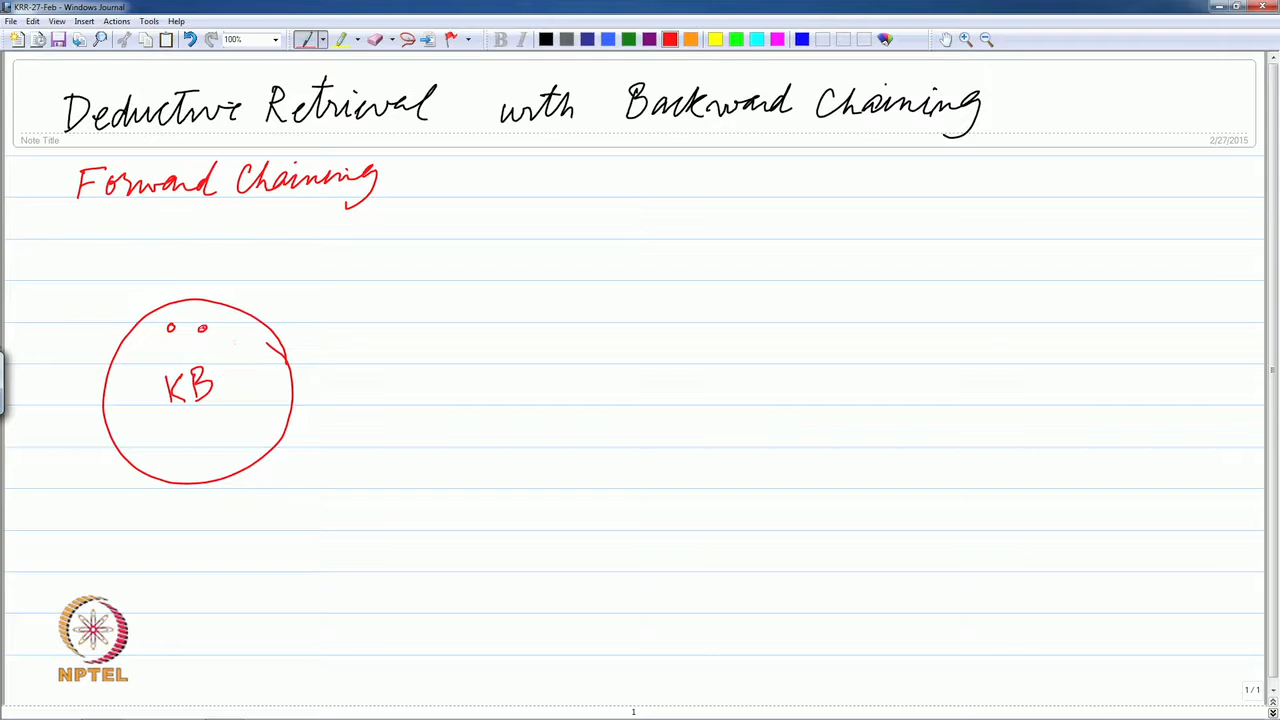 KRR-27-Feb - Windows Journal
File Edit View Insert Actions Tools Help
100%
B I
Deductive Retrieval with Backward Chaining
Note Title
2/27/2015
Forward Chaining
KB
NPTEL
1 / 1
1